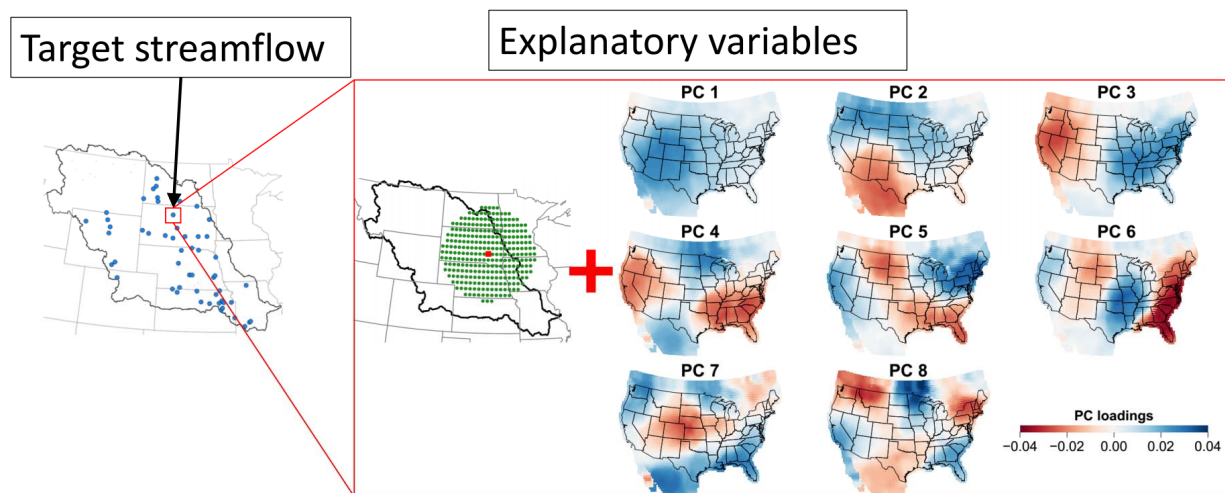 Target streamflow
Explanatory variables
PC 1
PC 2
PC 3
PC 4
PC 5
PC 6
PC 7
PC 8
PC loadings
−0.04 −0.02 0.00 0.02 0.04